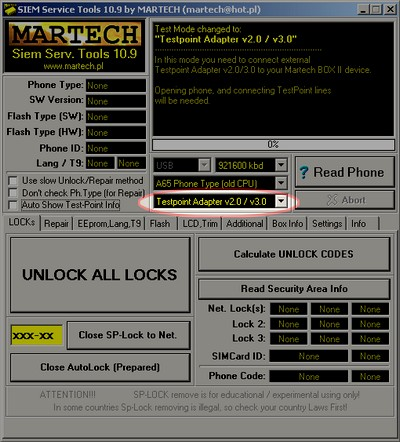 SIEM Service Tools 10.9 by MARTECH (martech@hot.pl)
MARTECH
Siem Serv. Tools 10.9
www.martech.pl
Test Mode changed to:
"Testpoint Adapter v2.0 / v3.0"
In this mode you need to connect external
Testpoint Adapter v2.0/3.0 to your Martech BOX II device.
Opening phone, and connecting TestPoint lines
will be needed.
0%
Phone Type: None
SW Version: None
Flash Type (SW): None
Flash Type (HW): None
Phone ID: None
Lang / T9: None None
Use slow Unlock/Repair method
Don't check Ph.Type (for Repair)
Auto Show Test-Point Info
USB 921600 kbd
A65 Phone Type (old CPU)
Testpoint Adapter v2.0 / v3.0
? Read Phone
Abort
LOCKs Repair EEprom,Lang,T9 Flash LCD,Trim Additional Box Info Settings Info
UNLOCK ALL LOCKS
xxx-xx Close SP-Lock to Net.
Close AutoLock (Prepared)
Calculate UNLOCK CODES
Read Security Area Info
Net. Lock(s): None None None
Lock 2: None None None
Lock 3: None None None
SIMCard ID: None None
Phone Code: None None
ATTENTION!!! SP-LOCK remove is for educational / experimental using only!
In some countries Sp-Lock removing is illegal, so check your country Laws First!